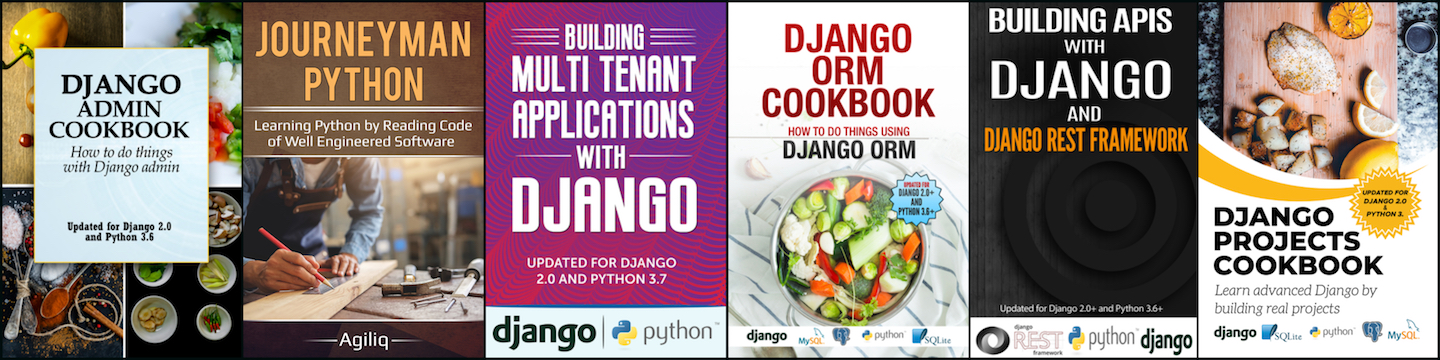 DJANGO
ADMIN
COOKBOOK
How to do things
with Django admin
Updated for Django 2.0
and Python 3.6
JOURNEYMAN
PYTHON
Learning Python by Reading Code
of Well Engineered Software
Agiliq
BUILDING
MULTI TENANT
APPLICATIONS
WITH
DJANGO
UPDATED FOR DJANGO
2.0 AND PYTHON 3.7
django
python™
DJANGO
ORM
COOKBOOK
HOW TO DO THINGS USING
DJANGO ORM
UPDATED FOR
DJANGO 2.0+
AND
PYTHON 3.6+
django MySQL python SQLite
BUILDING APIS
WITH
DJANGO
AND
DJANGO REST FRAMEWORK
Updated for Django 2.0+ and Python 3.6+
django
REST
framework
python
django
UPDATED FOR
DJANGO 2.0
&
PYTHON 3.
DJANGO
PROJECTS
COOKBOOK
Learn advanced Django by
building real projects
django SQLite python MySQL